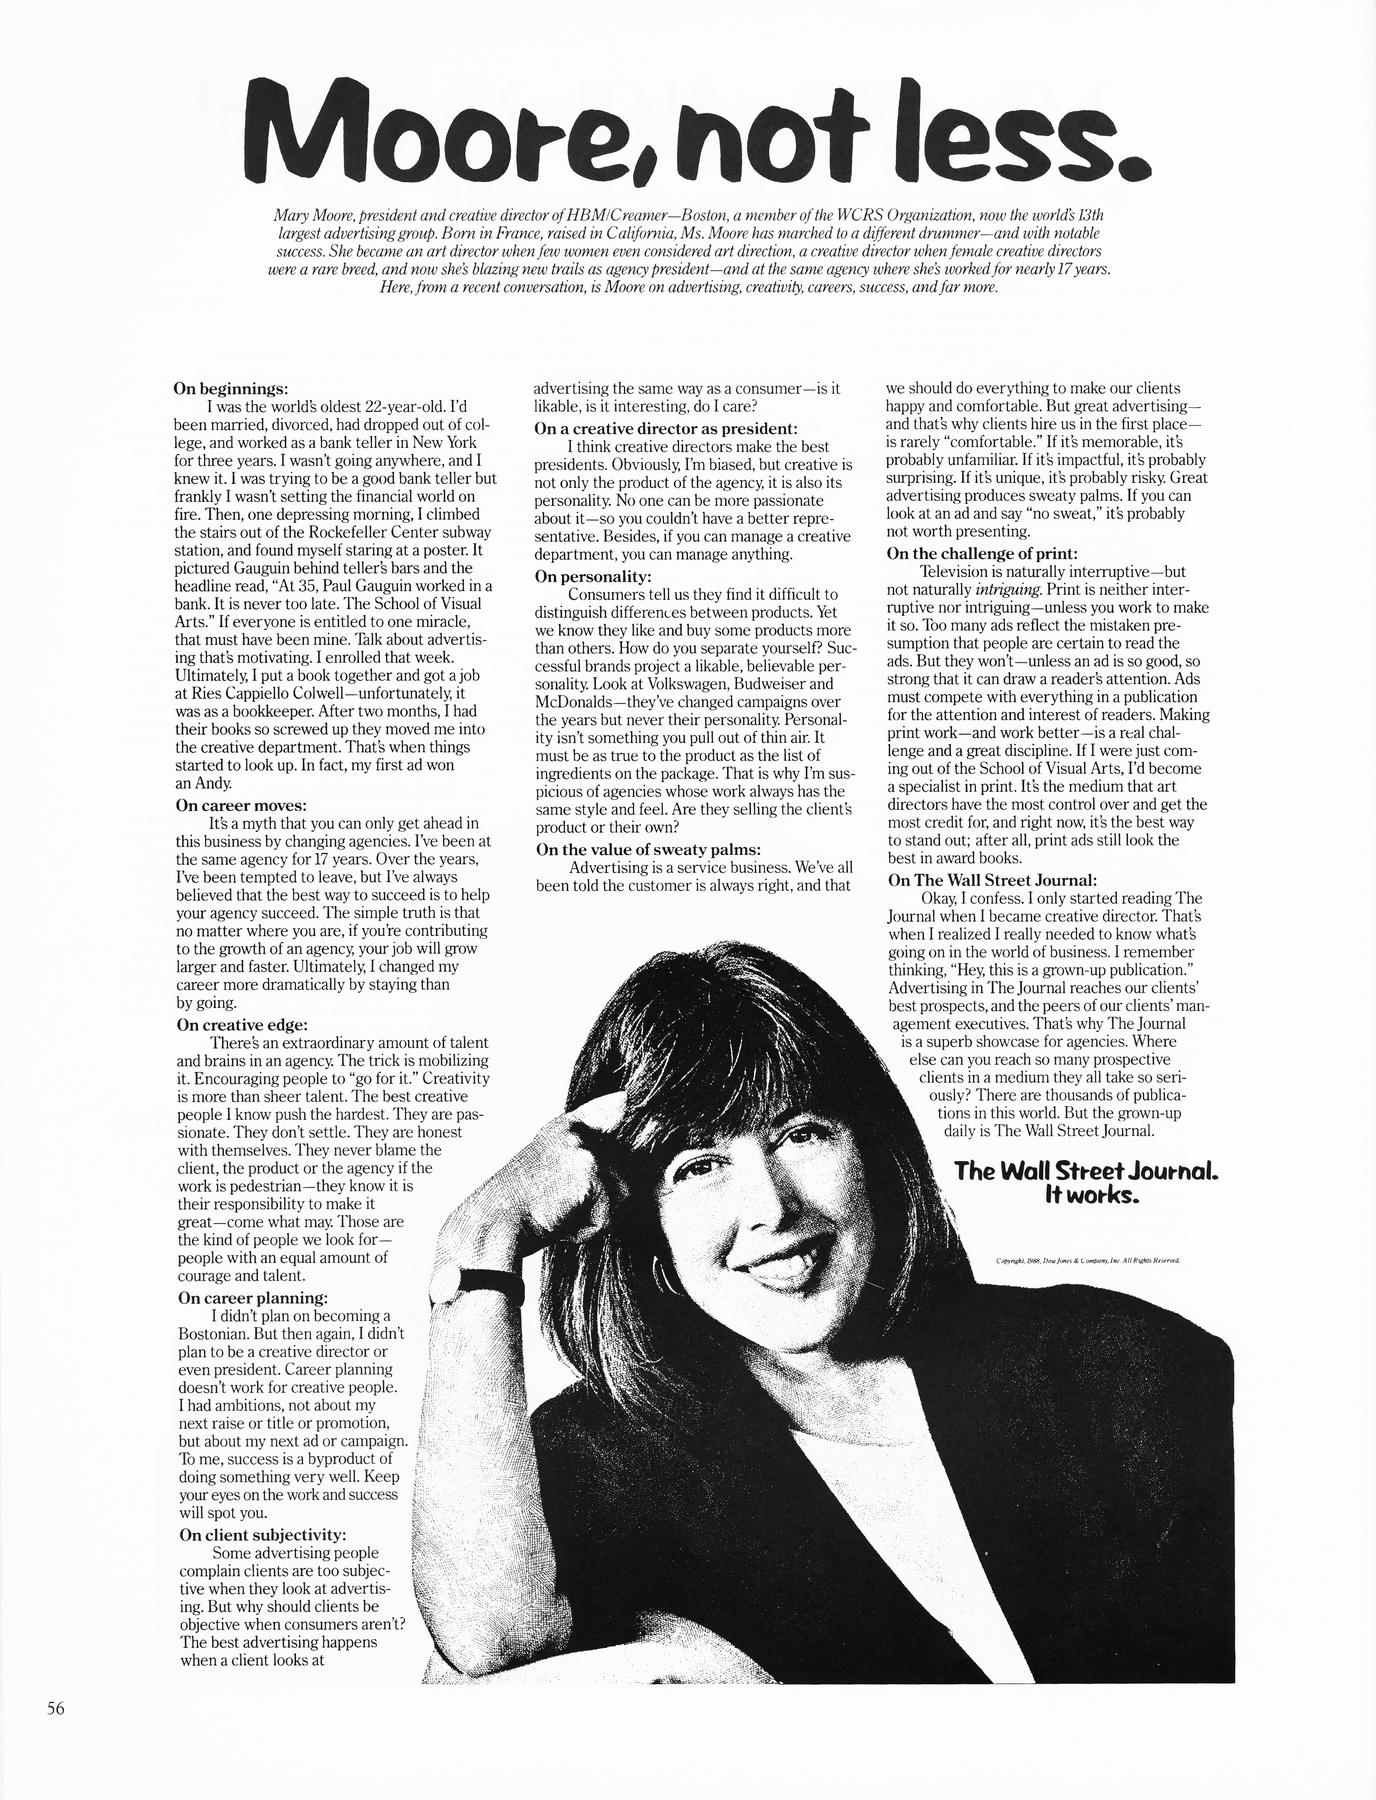 Moore, not less.
Mary Moore, president and creative director of HBM/Creamer—Boston, a member of the WCRS Organization, now the world's 13th
largest advertising group. Born in France, raised in California, Ms. Moore has marched to a different drummer—and with notable
success. She became an art director when few women even considered art direction, a creative director when female creative directors
were a rare breed, and now she's blazing new trails as agency president—and at the same agency where she's worked for nearly 17 years.
Here, from a recent conversation, is Moore on advertising, creativity, careers, success, and far more.
On beginnings:
I was the world's oldest 22-year-old. I'd
been married, divorced, had dropped out of col-
lege, and worked as a bank teller in New York
for three years. I wasn't going anywhere, and I
knew it. I was trying to be a good bank teller but
frankly I wasn't setting the financial world on
fire. Then, one depressing morning, I climbed
the stairs out of the Rockefeller Center subway
station, and found myself staring at a poster. It
pictured Gauguin behind teller's bars and the
headline read, “At 35, Paul Gauguin worked in a
bank. It is never too late. The School of Visual
Arts.” If everyone is entitled to one miracle,
that must have been mine. Talk about advertis-
ing that's motivating. I enrolled that week.
Ultimately, I put a book together and got a job
at Ries Cappiello Colwell—unfortunately, it
was as a bookkeeper. After two months, I had
their books so screwed up they moved me into
the creative department. That's when things
started to look up. In fact, my first ad won
an Andy.
On career moves:
It's a myth that you can only get ahead in
this business by changing agencies. I've been at
the same agency for 17 years. Over the years,
I've been tempted to leave, but I've always
believed that the best way to succeed is to help
your agency succeed. The simple truth is that
no matter where you are, if you're contributing
to the growth of an agency, your job will grow
larger and faster. Ultimately, I changed my
career more dramatically by staying than
by going.
On creative edge:
There's an extraordinary amount of talent
and brains in an agency. The trick is mobilizing
it. Encouraging people to “go for it.” Creativity
is more than sheer talent. The best creative
people I know push the hardest. They are pas-
sionate. They don't settle. They are honest
with themselves. They never blame the
client, the product or the agency if the
work is pedestrian—they know it is
their responsibility to make it
great—come what may. Those are
the kind of people we look for—
people with an equal amount of
courage and talent.
On career planning:
I didn't plan on becoming a
Bostonian. But then again, I didn't
plan to be a creative director or
even president. Career planning
doesn't work for creative people.
I had ambitions, not about my
next raise or title or promotion,
but about my next ad or campaign.
To me, success is a byproduct of
doing something very well. Keep
your eyes on the work and success
will spot you.
On client subjectivity:
Some advertising people
complain clients are too subjec-
tive when they look at advertis-
ing. But why should clients be
objective when consumers aren't?
The best advertising happens
when a client looks at
advertising the same way as a consumer—is it
likable, is it interesting, do I care?
On a creative director as president:
I think creative directors make the best
presidents. Obviously, I'm biased, but creative is
not only the product of the agency, it is also its
personality. No one can be more passionate
about it—so you couldn't have a better repre-
sentative. Besides, if you can manage a creative
department, you can manage anything.
On personality:
Consumers tell us they find it difficult to
distinguish differences between products. Yet
we know they like and buy some products more
than others. How do you separate yourself? Suc-
cessful brands project a likable, believable per-
sonality. Look at Volkswagen, Budweiser and
McDonalds—they've changed campaigns over
the years but never their personality. Personal-
ity isn't something you pull out of thin air. It
must be as true to the product as the list of
ingredients on the package. That is why I'm sus-
picious of agencies whose work always has the
same style and feel. Are they selling the client's
product or their own?
On the value of sweaty palms:
Advertising is a service business. We've all
been told the customer is always right, and that
we should do everything to make our clients
happy and comfortable. But great advertising—
and that's why clients hire us in the first place—
is rarely “comfortable.” If it's memorable, it's
probably unfamiliar. If it's impactful, it's probably
surprising. If it's unique, it's probably risky. Great
advertising produces sweaty palms. If you can
look at an ad and say “no sweat,” it's probably
not worth presenting.
On the challenge of print:
Television is naturally interruptive—but
not naturally intriguing. Print is neither inter-
ruptive nor intriguing—unless you work to make
it so. Too many ads reflect the mistaken pre-
sumption that people are certain to read the
ads. But they won't—unless an ad is so good, so
strong that it can draw a reader's attention. Ads
must compete with everything in a publication
for the attention and interest of readers. Making
print work—and work better—is a real chal-
lenge and a great discipline. If I were just com-
ing out of the School of Visual Arts, I'd become
a specialist in print. It's the medium that art
directors have the most control over and get the
most credit for, and right now, it's the best way
to stand out; after all, print ads still look the
best in award books.
On The Wall Street Journal:
Okay, I confess. I only started reading The
Journal when I became creative director. That's
when I realized I really needed to know what's
going on in the world of business. I remember
thinking, “Hey, this is a grown-up publication.”
Advertising in The Journal reaches our clients'
best prospects, and the peers of our clients' man-
agement executives. That's why The Journal
is a superb showcase for agencies. Where
else can you reach so many prospective
clients in a medium they all take so seri-
ously? There are thousands of publica-
tions in this world. But the grown-up
daily is The Wall Street Journal.
The Wall Street Journal.
It works.
Copyright, 1988, Dow Jones & Company, Inc. All Rights Reserved.
56